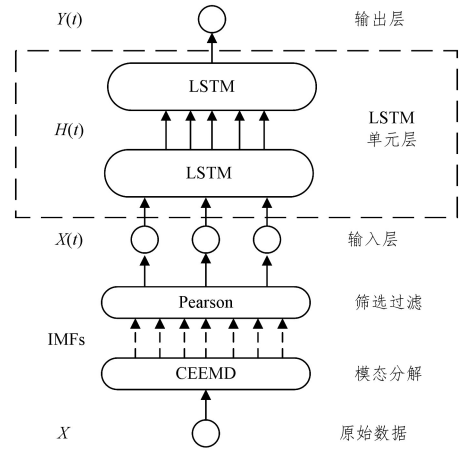 Y(t) 输出层
LSTM
LSTM
H(t) 单元层
LSTM
X(t) 输入层
Pearson 筛选过滤
IMFs
CEEMD 模态分解
X 原始数据